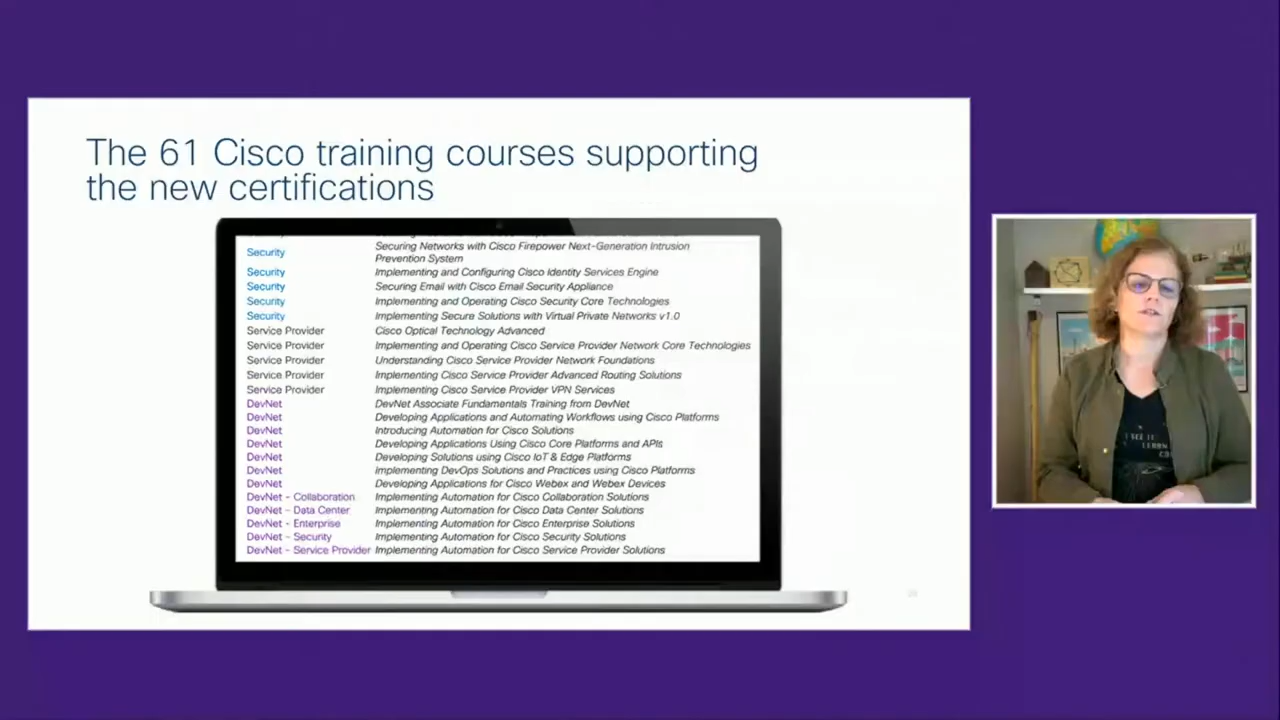 The 61 Cisco training courses supporting
the new certifications
Security Securing Networks with Cisco Firepower Next-Generation Intrusion
Prevention System
Security Implementing and Configuring Cisco Identity Services Engine
Security Securing Email with Cisco Email Security Appliance
Security Implementing and Operating Cisco Security Core Technologies
Security Implementing Secure Solutions with Virtual Private Networks v1.0
Service Provider Cisco Optical Technology Advanced
Service Provider Implementing and Operating Cisco Service Provider Network Core Technologies
Service Provider Understanding Cisco Service Provider Network Foundations
Service Provider Implementing Cisco Service Provider Advanced Routing Solutions
Service Provider Implementing Cisco Service Provider VPN Services
DevNet DevNet Associate Fundamentals Training from DevNet
DevNet Developing Applications and Automating Workflows using Cisco Platforms
DevNet Introducing Automation for Cisco Solutions
DevNet Developing Applications Using Cisco Core Platforms and APIs
DevNet Developing Solutions using Cisco IoT & Edge Platforms
DevNet Implementing DevOps Solutions and Practices using Cisco Platforms
DevNet Developing Applications for Cisco Webex and Webex Devices
DevNet - Collaboration Implementing Automation for Cisco Collaboration Solutions
DevNet - Data Center Implementing Automation for Cisco Data Center Solutions
DevNet - Enterprise Implementing Automation for Cisco Enterprise Solutions
DevNet - Security Implementing Automation for Cisco Security Solutions
DevNet - Service Provider Implementing Automation for Cisco Service Provider Solutions